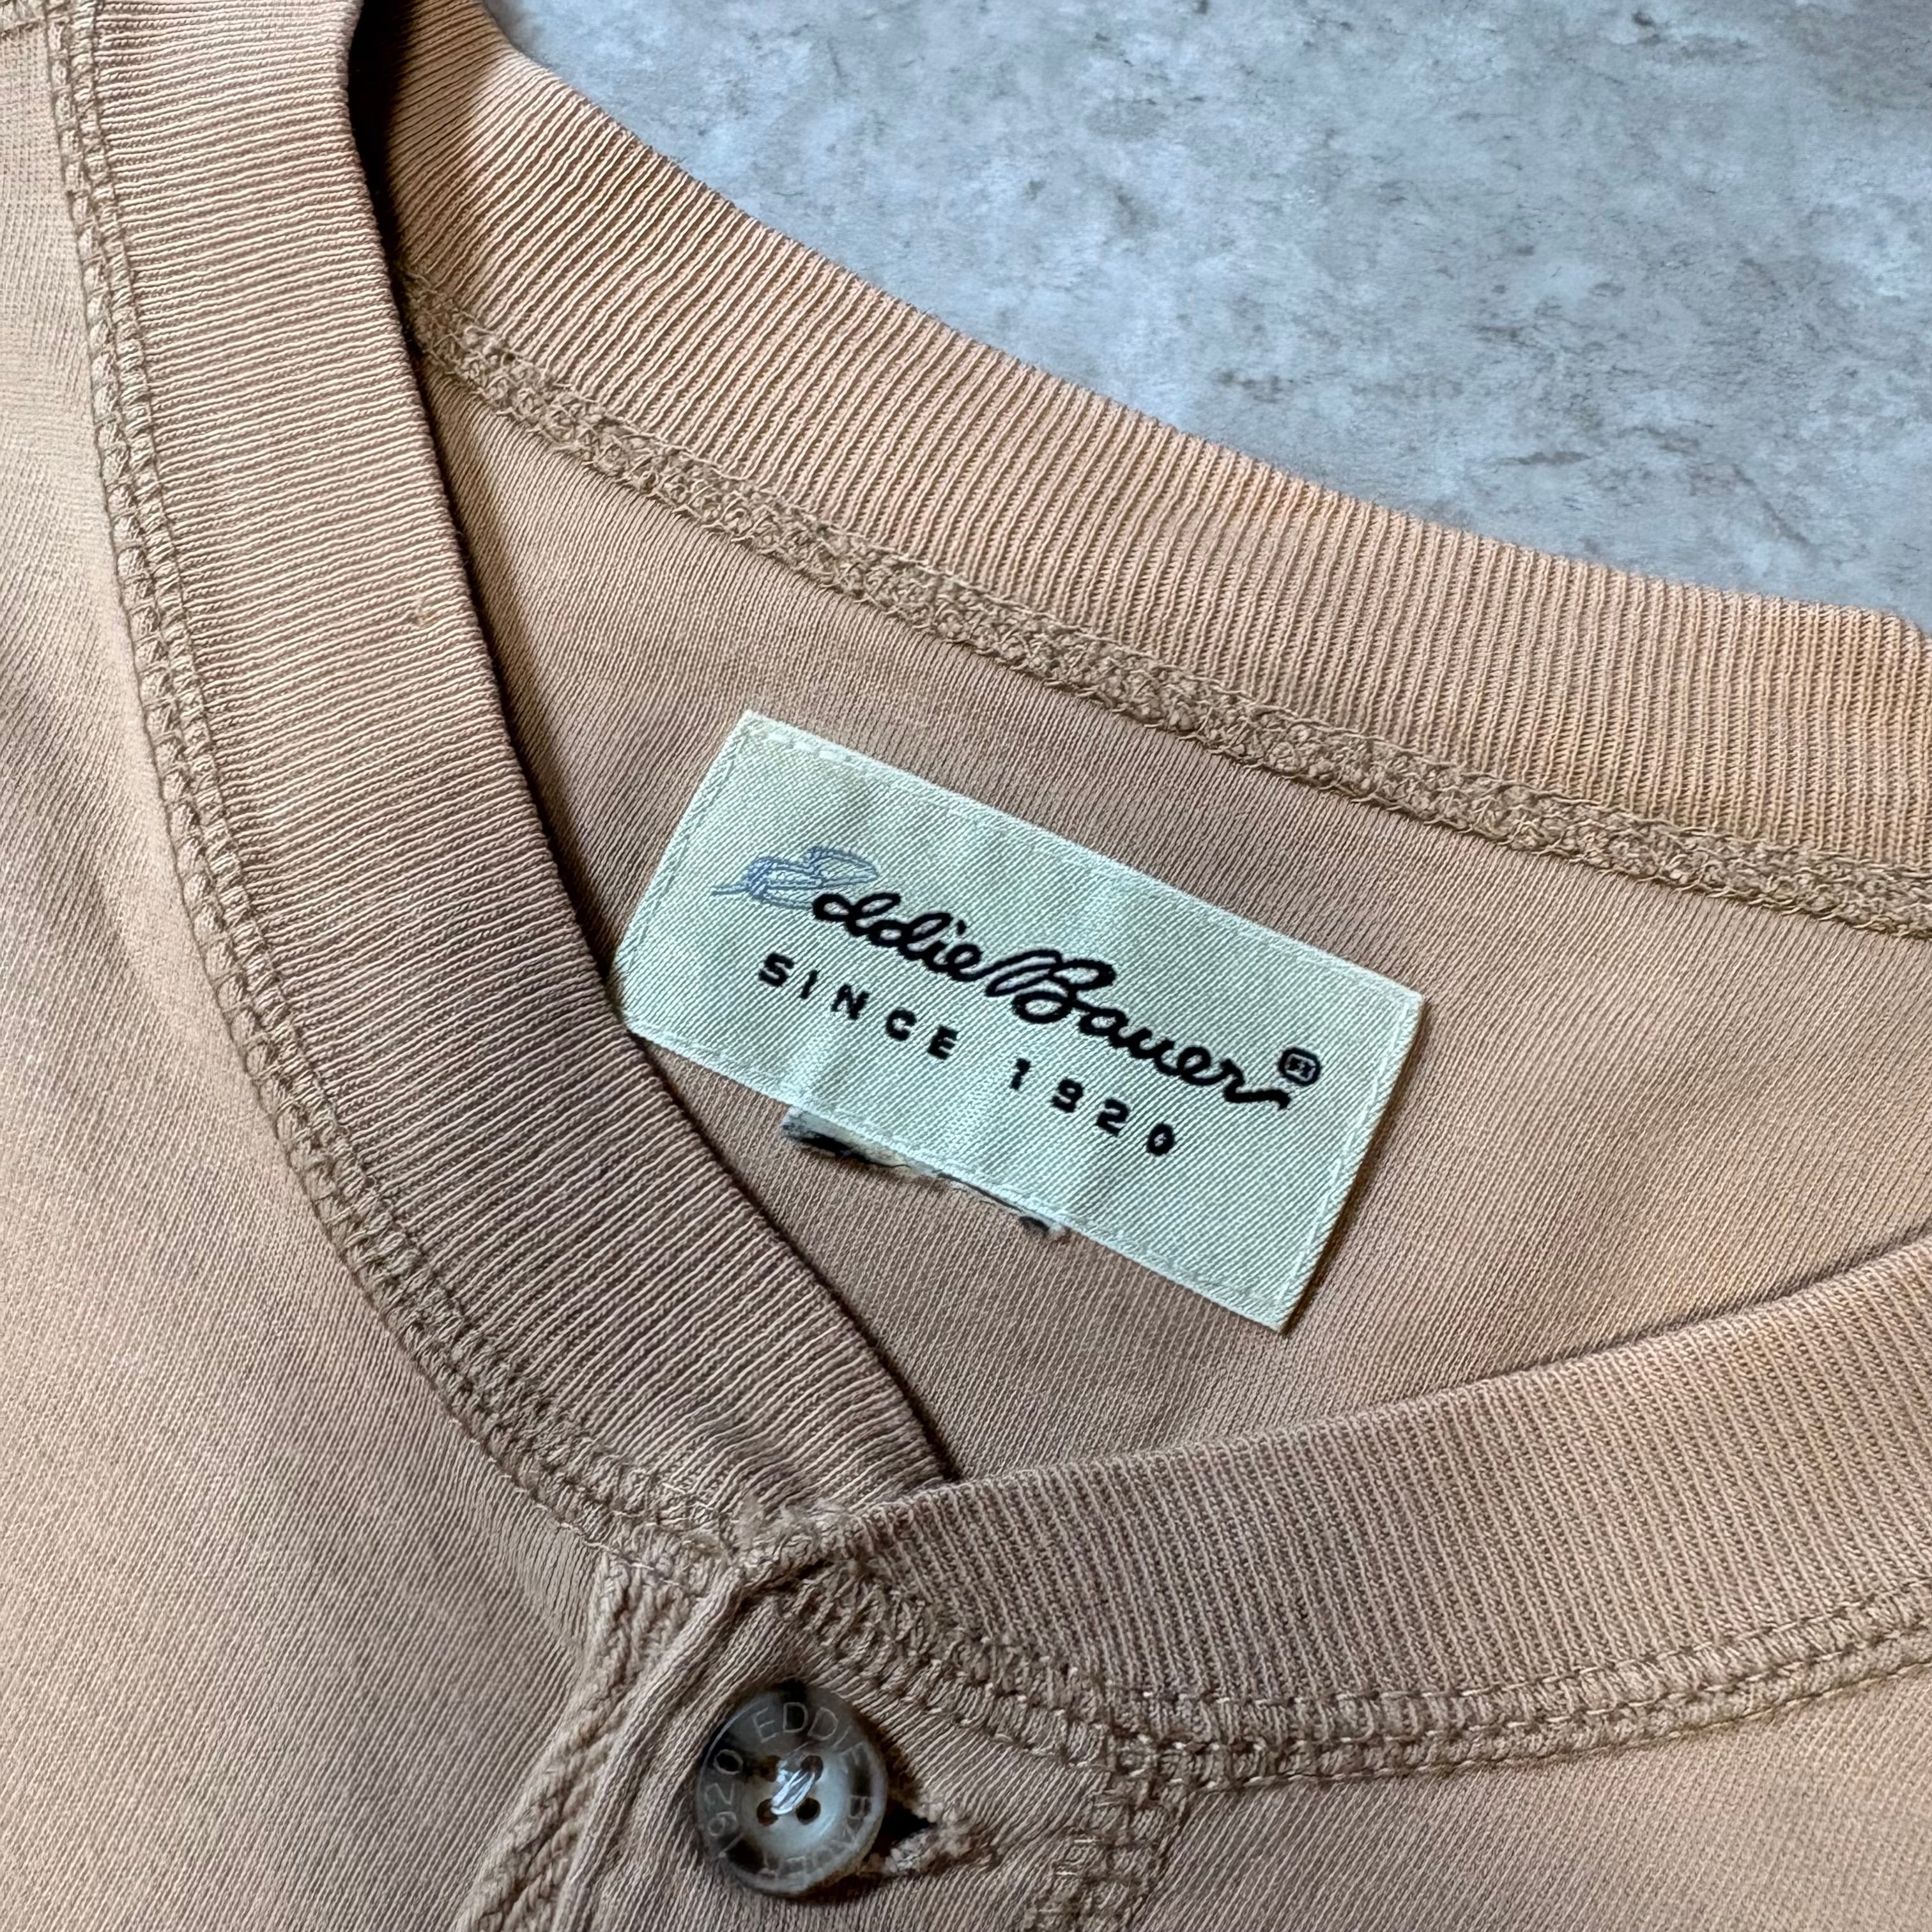 Eddie Bauer®
SINCE 1920
1920 EDDIE BAUER